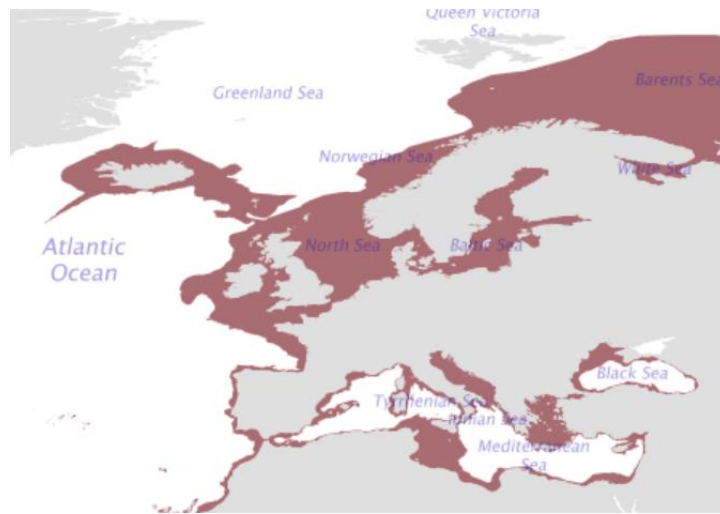 Queen Victoria
Sea
Barents Sea
Greenland Sea
Norwegian Sea
White Sea
Atlantic
Ocean
North Sea
Baltic Sea
Black Sea
Tyrrhenian Sea
Ionian Sea
Mediterranean
Sea